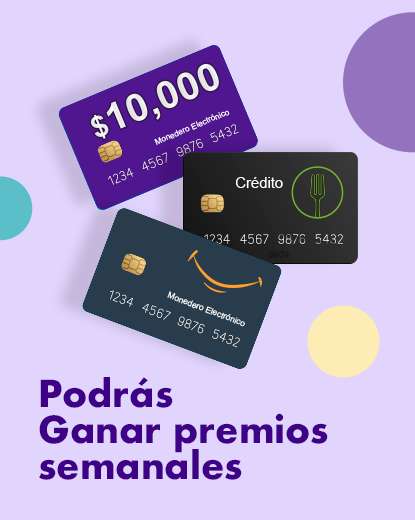 $10,000
Monedero Electrónico
1234 4567 9876 5432
Crédito
1234 4567 9876 5432
Monedero Electrónico
1234 4567 9876 5432
Podrás
Ganar premios
semanales